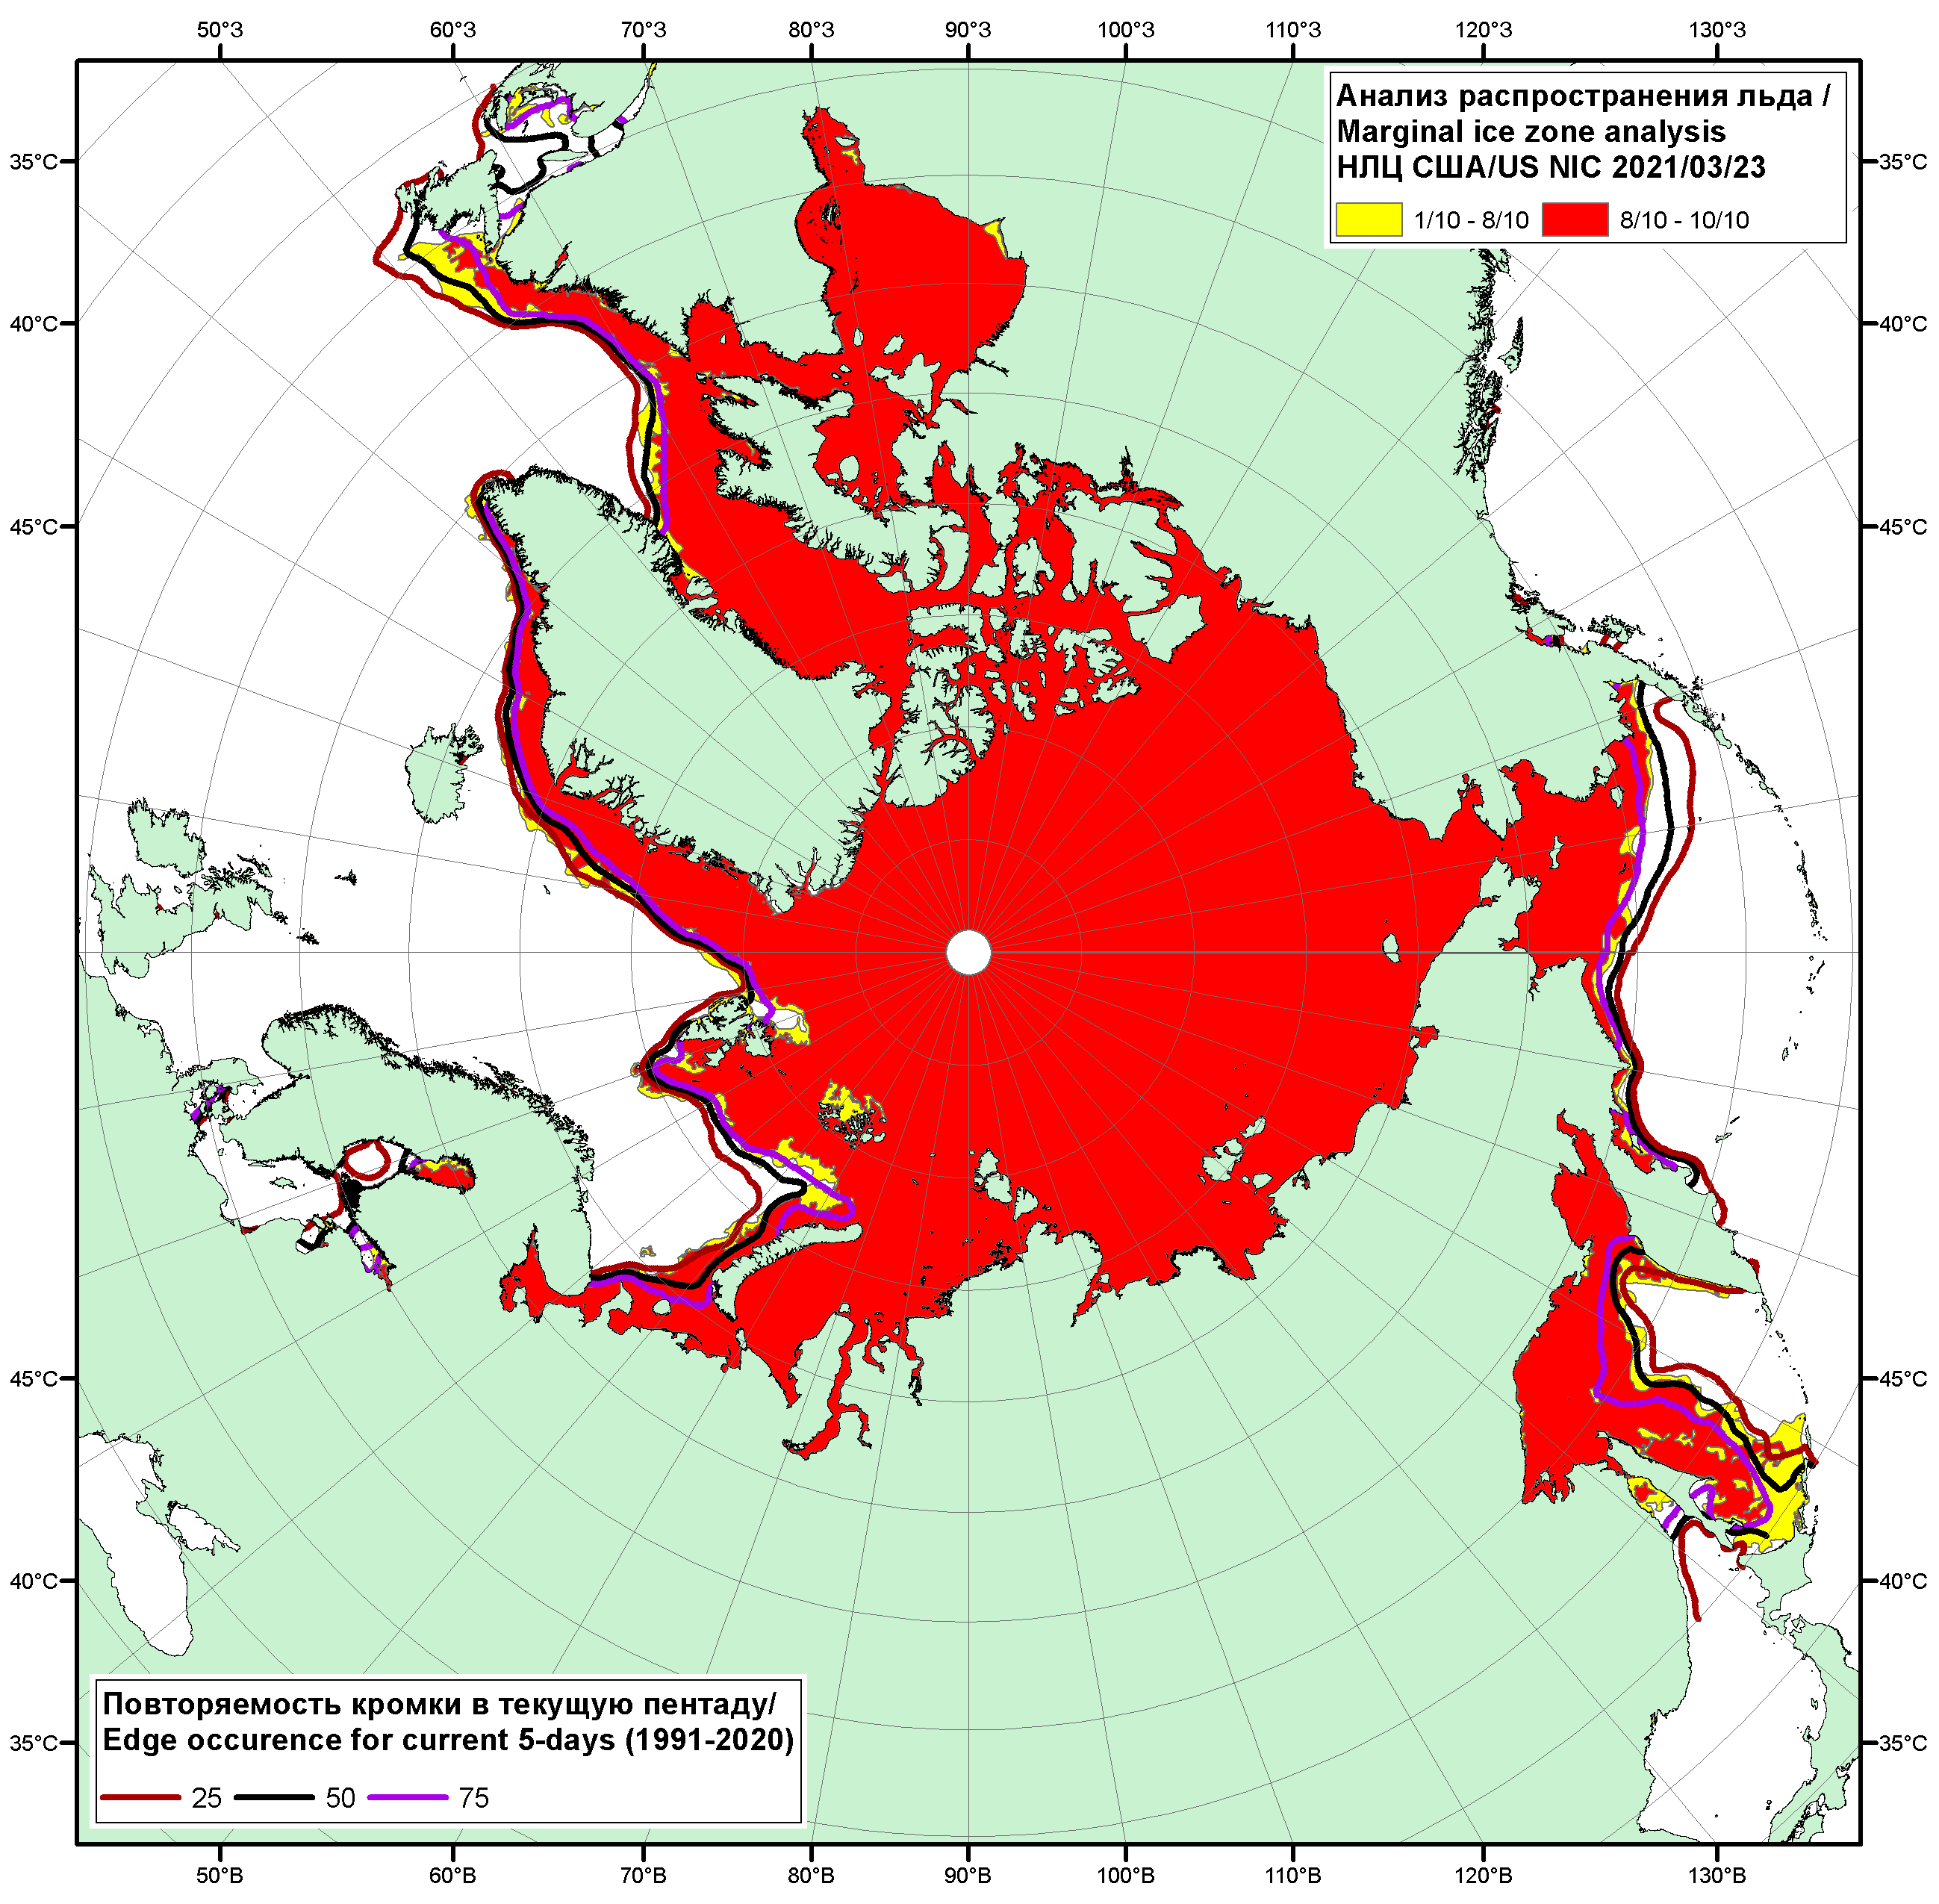 50°З 60°З 70°З 80°З 90°З 100°З 110°З 120°З 130°З
Анализ распространения льда /
Marginal ice zone analysis
НЛЦ США/US NIC 2021/03/23
1/10 - 8/10 8/10 - 10/10
35°С 35°С
40°С 40°С
45°С 45°С
45°С 45°С
40°С 40°С
35°С 35°С
Повторяемость кромки в текущую пентаду/
Edge occurence for current 5-days (1991-2020)
25 50 75
50°В 60°В 70°В 80°В 90°В 100°В 110°В 120°В 130°В